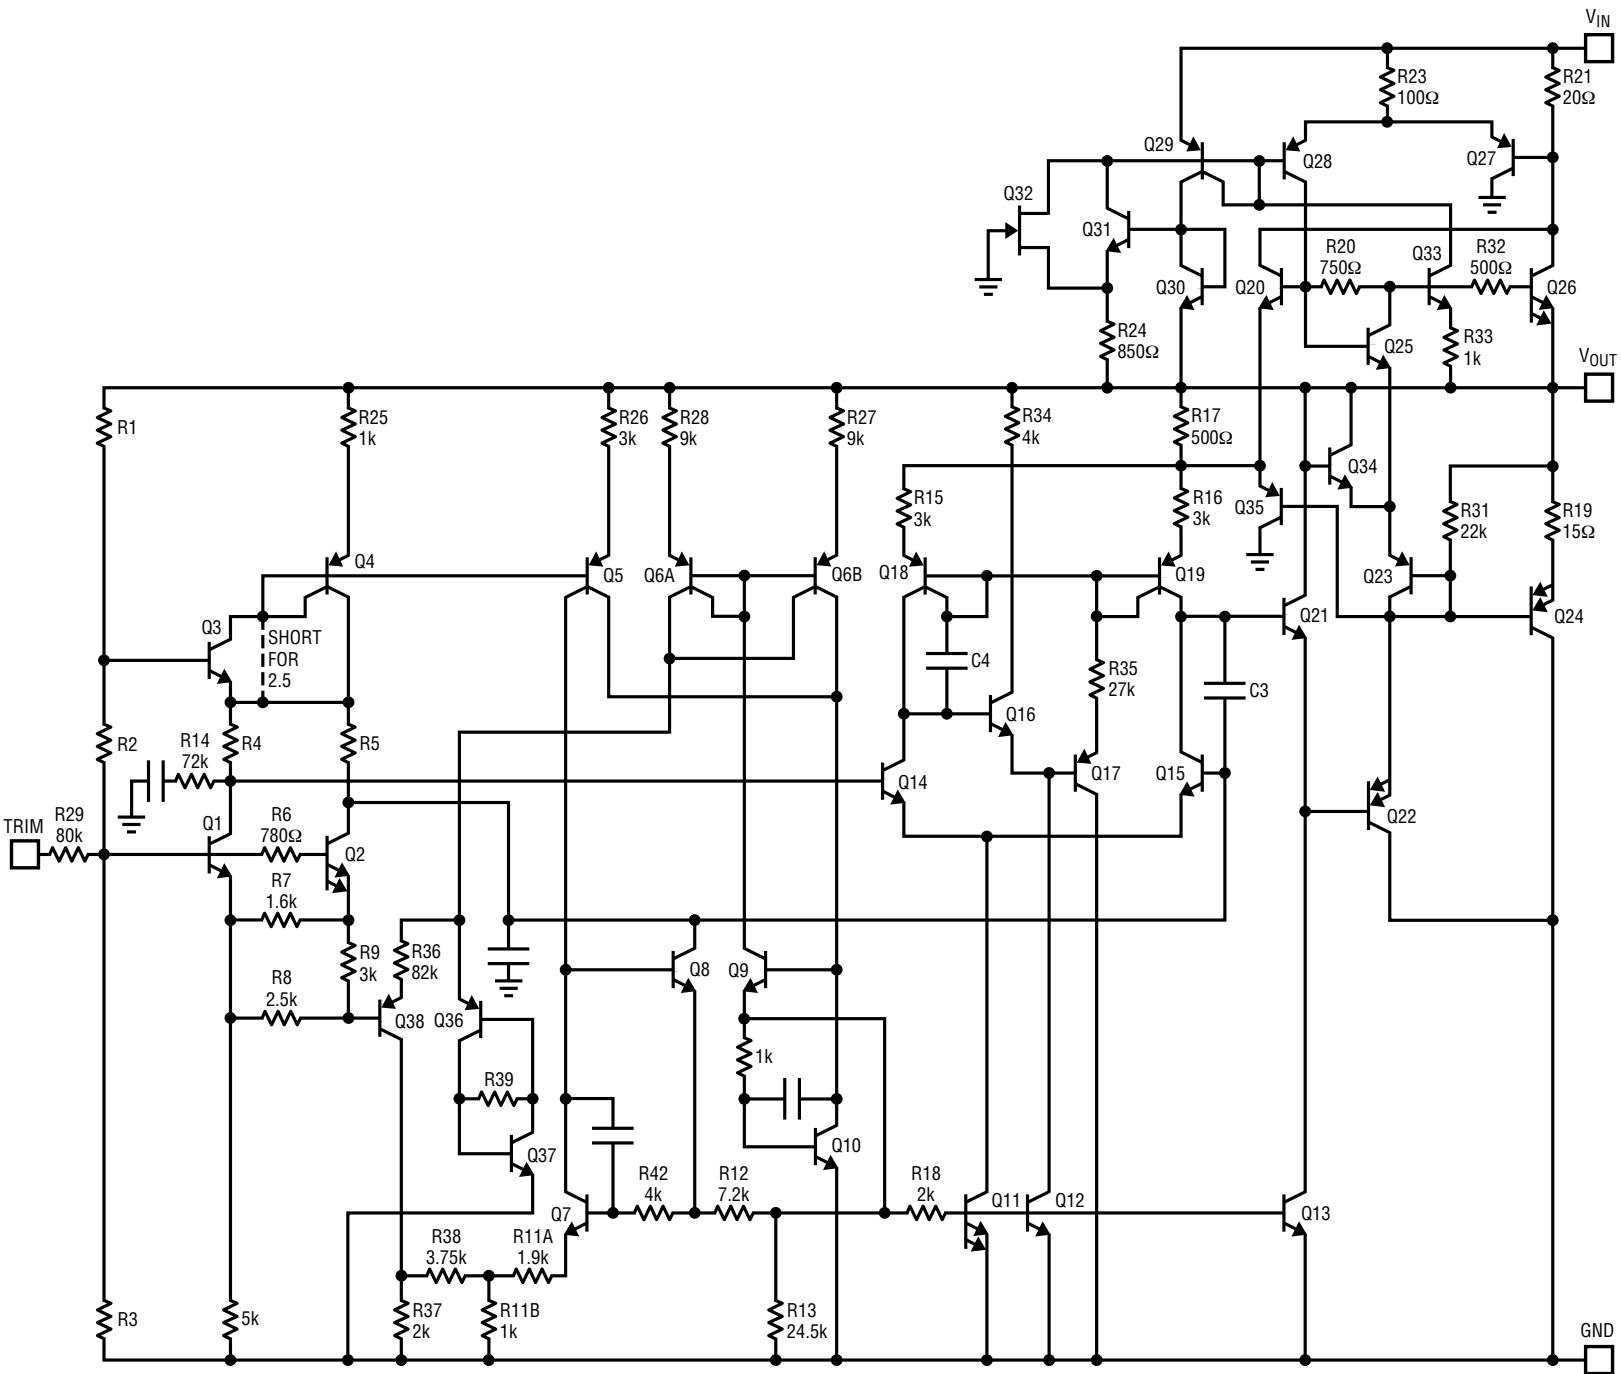 VIN
R23
100Ω
R21
20Ω
Q29
Q28
Q27
Q32
Q31
R20
750Ω
Q33
R32
500Ω
Q30
Q20
Q26
R24
850Ω
Q25
R33
1k
VOUT
R1
R25
1k
R26
3k
R28
9k
R27
9k
R34
4k
R17
500Ω
Q34
R15
3k
R16
3k
Q35
R31
22k
R19
15Ω
Q4
Q5
Q6A
Q6B
Q18
Q19
Q23
Q3
SHORT
FOR
2.5
Q21
Q24
C4
R35
27k
C3
Q16
R2
R14
72k
R4
R5
Q14
Q17
Q15
TRIM
R29
80k
Q1
R6
780Ω
Q2
Q22
R7
1.6k
R9
3k
R36
82k
Q8
Q9
R8
2.5k
Q38
Q36
1k
R39
Q37
Q10
R42
4k
R12
7.2k
R18
2k
Q11
Q12
Q7
Q13
R38
3.75k
R11A
1.9k
R3
5k
R37
2k
R11B
1k
R13
24.5k
GND